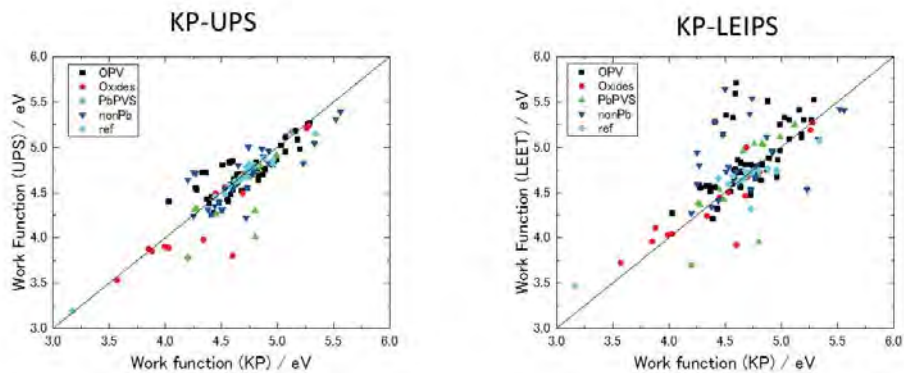 KP-UPS
6.0
5.5
5.0
4.5
4.0
3.5
3.0
OPV
Oxides
PbPVS
nonPb
ref
Work Function (UPS) / eV
3.0 3.5 4.0 4.5 5.0 5.5 6.0
Work function (KP) / eV
KP-LEIPS
6.0
5.5
5.0
4.5
4.0
3.5
3.0
OPV
Oxides
PbPVS
nonPb
ref
Work Function (LEET) / eV
3.0 3.5 4.0 4.5 5.0 5.5 6.0
Work function (KP) / eV